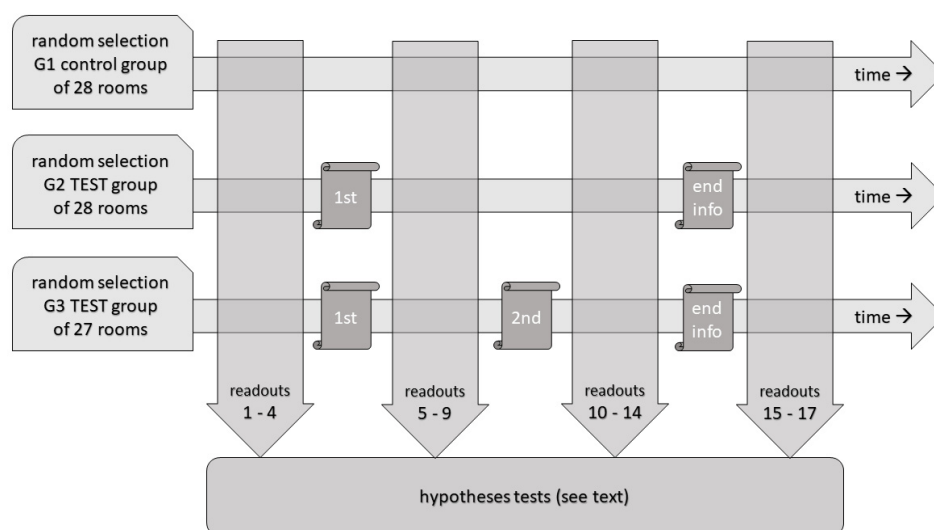 random selection
G1 control group
of 28 rooms
time →
random selection
G2 TEST group
of 28 rooms
1st
end
info
time →
random selection
G3 TEST group
of 27 rooms
1st
2nd
end
info
time →
readouts
1 - 4
readouts
5 - 9
readouts
10 - 14
readouts
15 - 17
hypotheses tests (see text)